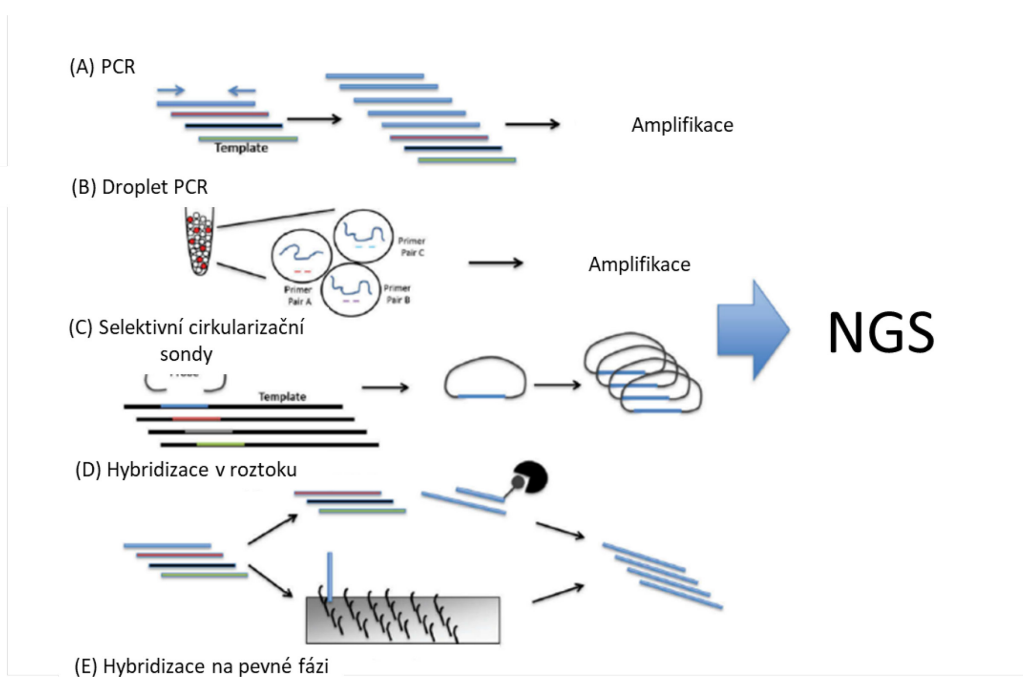 (A) PCR
Template
Amplifikace
(B) Droplet PCR
Primer
Pair C
Primer
Pair A
Primer
Pair B
Amplifikace
(C) Selektivní cirkularizační
sondy
Template
NGS
(D) Hybridizace v roztoku
(E) Hybridizace na pevné fázi